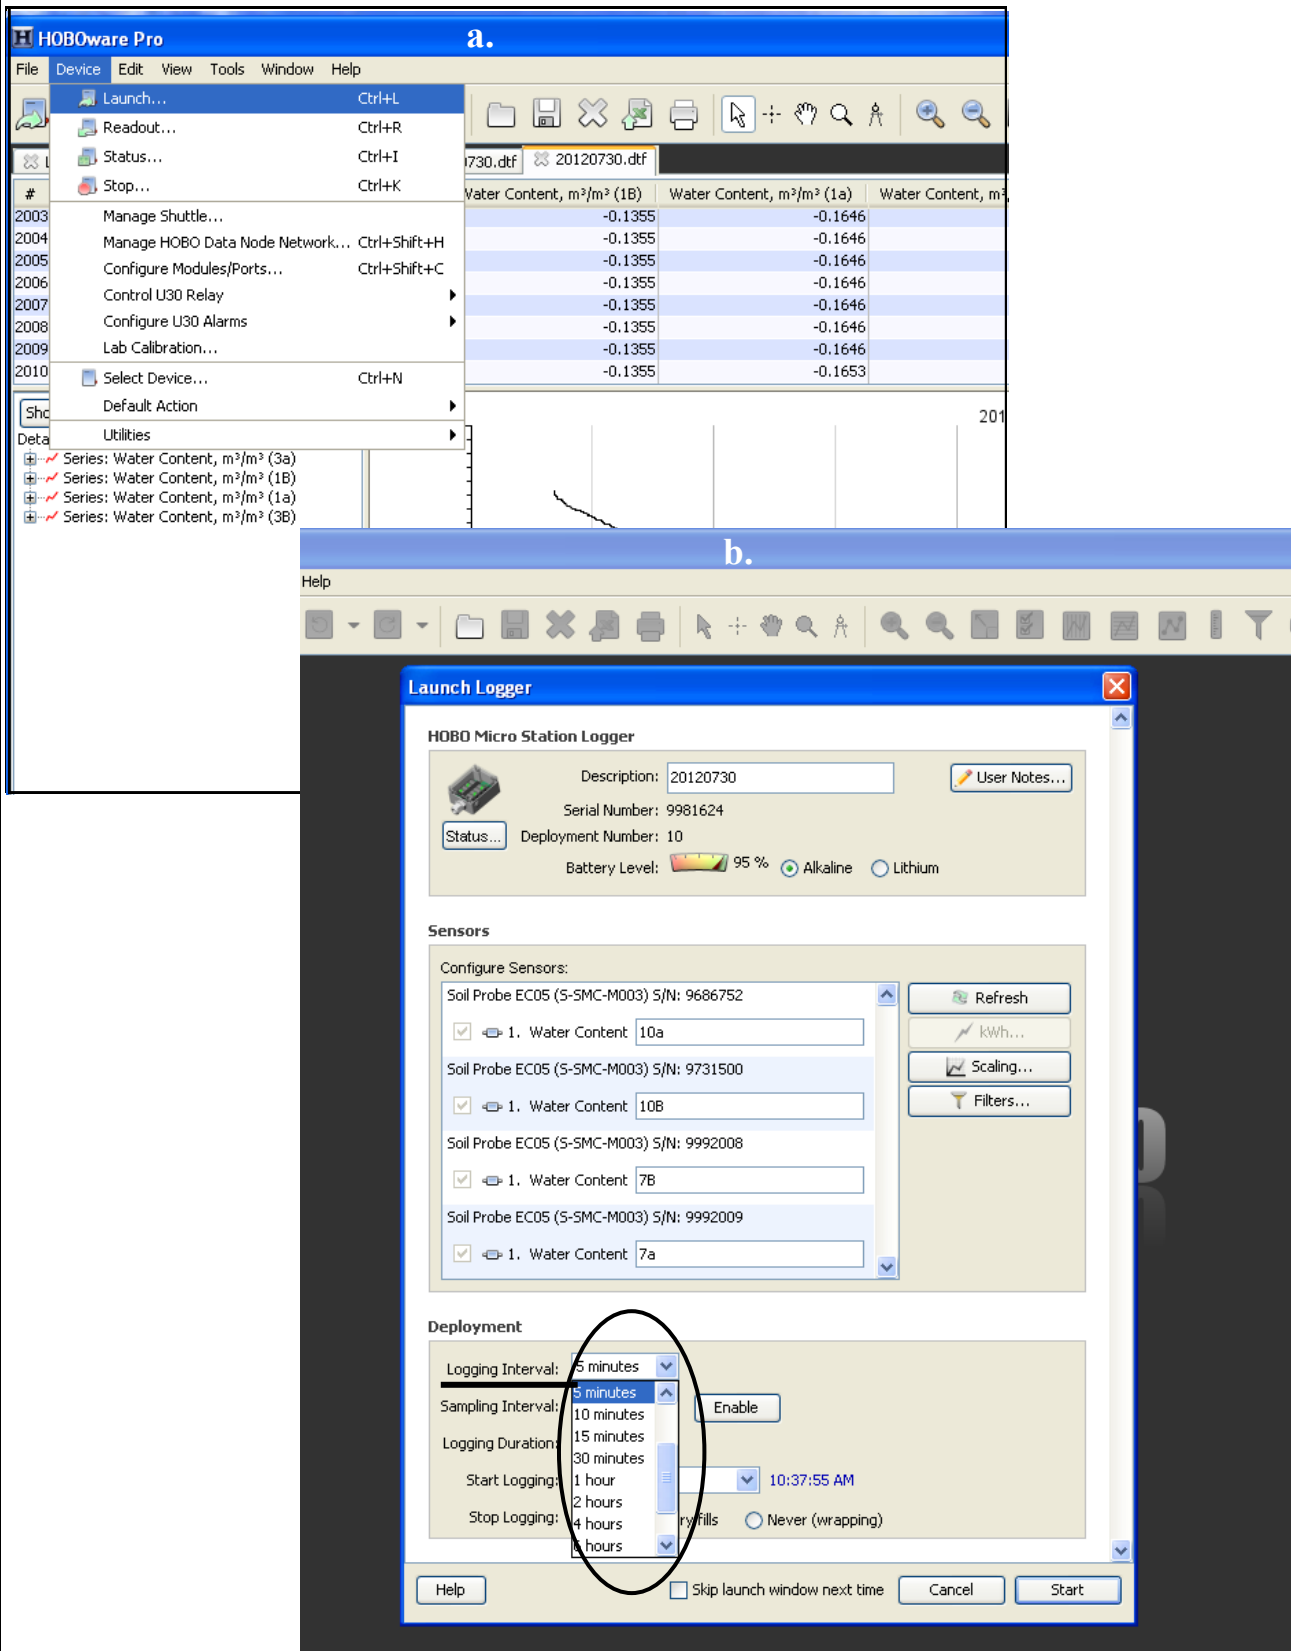 HOBOware Pro
a.
File Device Edit View Tools Window Help
Launch... Ctrl+L
Readout... Ctrl+R
Status... Ctrl+I
Stop... Ctrl+K
Manage Shuttle...
Manage HOBO Data Node Network... Ctrl+Shift+H
Configure Modules/Ports... Ctrl+Shift+C
Control U30 Relay
Configure U30 Alarms
Lab Calibration...
Select Device... Ctrl+N
Default Action
Utilities
730.dtf 20120730.dtf
# Water Content, m³/m³ (1B) Water Content, m³/m³ (1a) Water Content, m³
2003 -0.1355 -0.1646
2004 -0.1355 -0.1646
2005 -0.1355 -0.1646
2006 -0.1355 -0.1646
2007 -0.1355 -0.1646
2008 -0.1355 -0.1646
2009 -0.1355 -0.1646
2010 -0.1355 -0.1653
Sho
Deta
Series: Water Content, m³/m³ (3a)
Series: Water Content, m³/m³ (1B)
Series: Water Content, m³/m³ (1a)
Series: Water Content, m³/m³ (3B)
201
b.
Help
Launch Logger
HOBO Micro Station Logger
Description: 20120730 User Notes...
Serial Number: 9981624
Status... Deployment Number: 10
Battery Level: 95 % Alkaline Lithium
Sensors
Configure Sensors:
Soil Probe EC05 (S-SMC-M003) S/N: 9686752
1. Water Content 10a
Soil Probe EC05 (S-SMC-M003) S/N: 9731500
1. Water Content 10B
Soil Probe EC05 (S-SMC-M003) S/N: 9992008
1. Water Content 7B
Soil Probe EC05 (S-SMC-M003) S/N: 9992009
1. Water Content 7a
Refresh
kWh...
Scaling...
Filters...
Deployment
Logging Interval: 5 minutes
5 minutes
10 minutes
15 minutes
30 minutes
1 hour
2 hours
4 hours
hours
Sampling Interval: Enable
Logging Duration:
Start Logging: 10:37:55 AM
Stop Logging: ry fills Never (wrapping)
Help Skip launch window next time Cancel Start